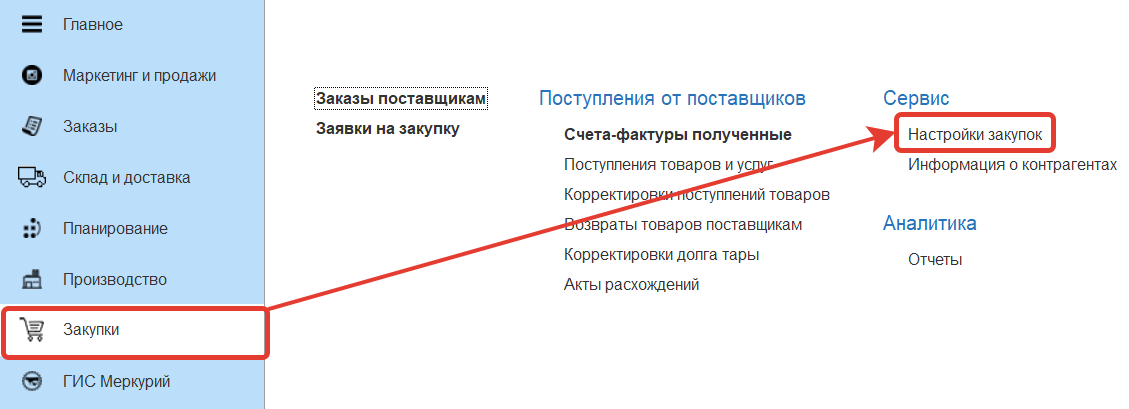 Главное
Маркетинг и продажи
Заказы
Склад и доставка
Планирование
Производство
Закупки
ГИС Меркурий
Заказы поставщикам
Заявки на закупку
Поступления от поставщиков
Счета-фактуры полученные
Поступления товаров и услуг
Корректировки поступлений товаров
Возвраты товаров поставщикам
Корректировки долга тары
Акты расхождений
Сервис
Настройки закупок
Информация о контрагентах
Аналитика
Отчеты